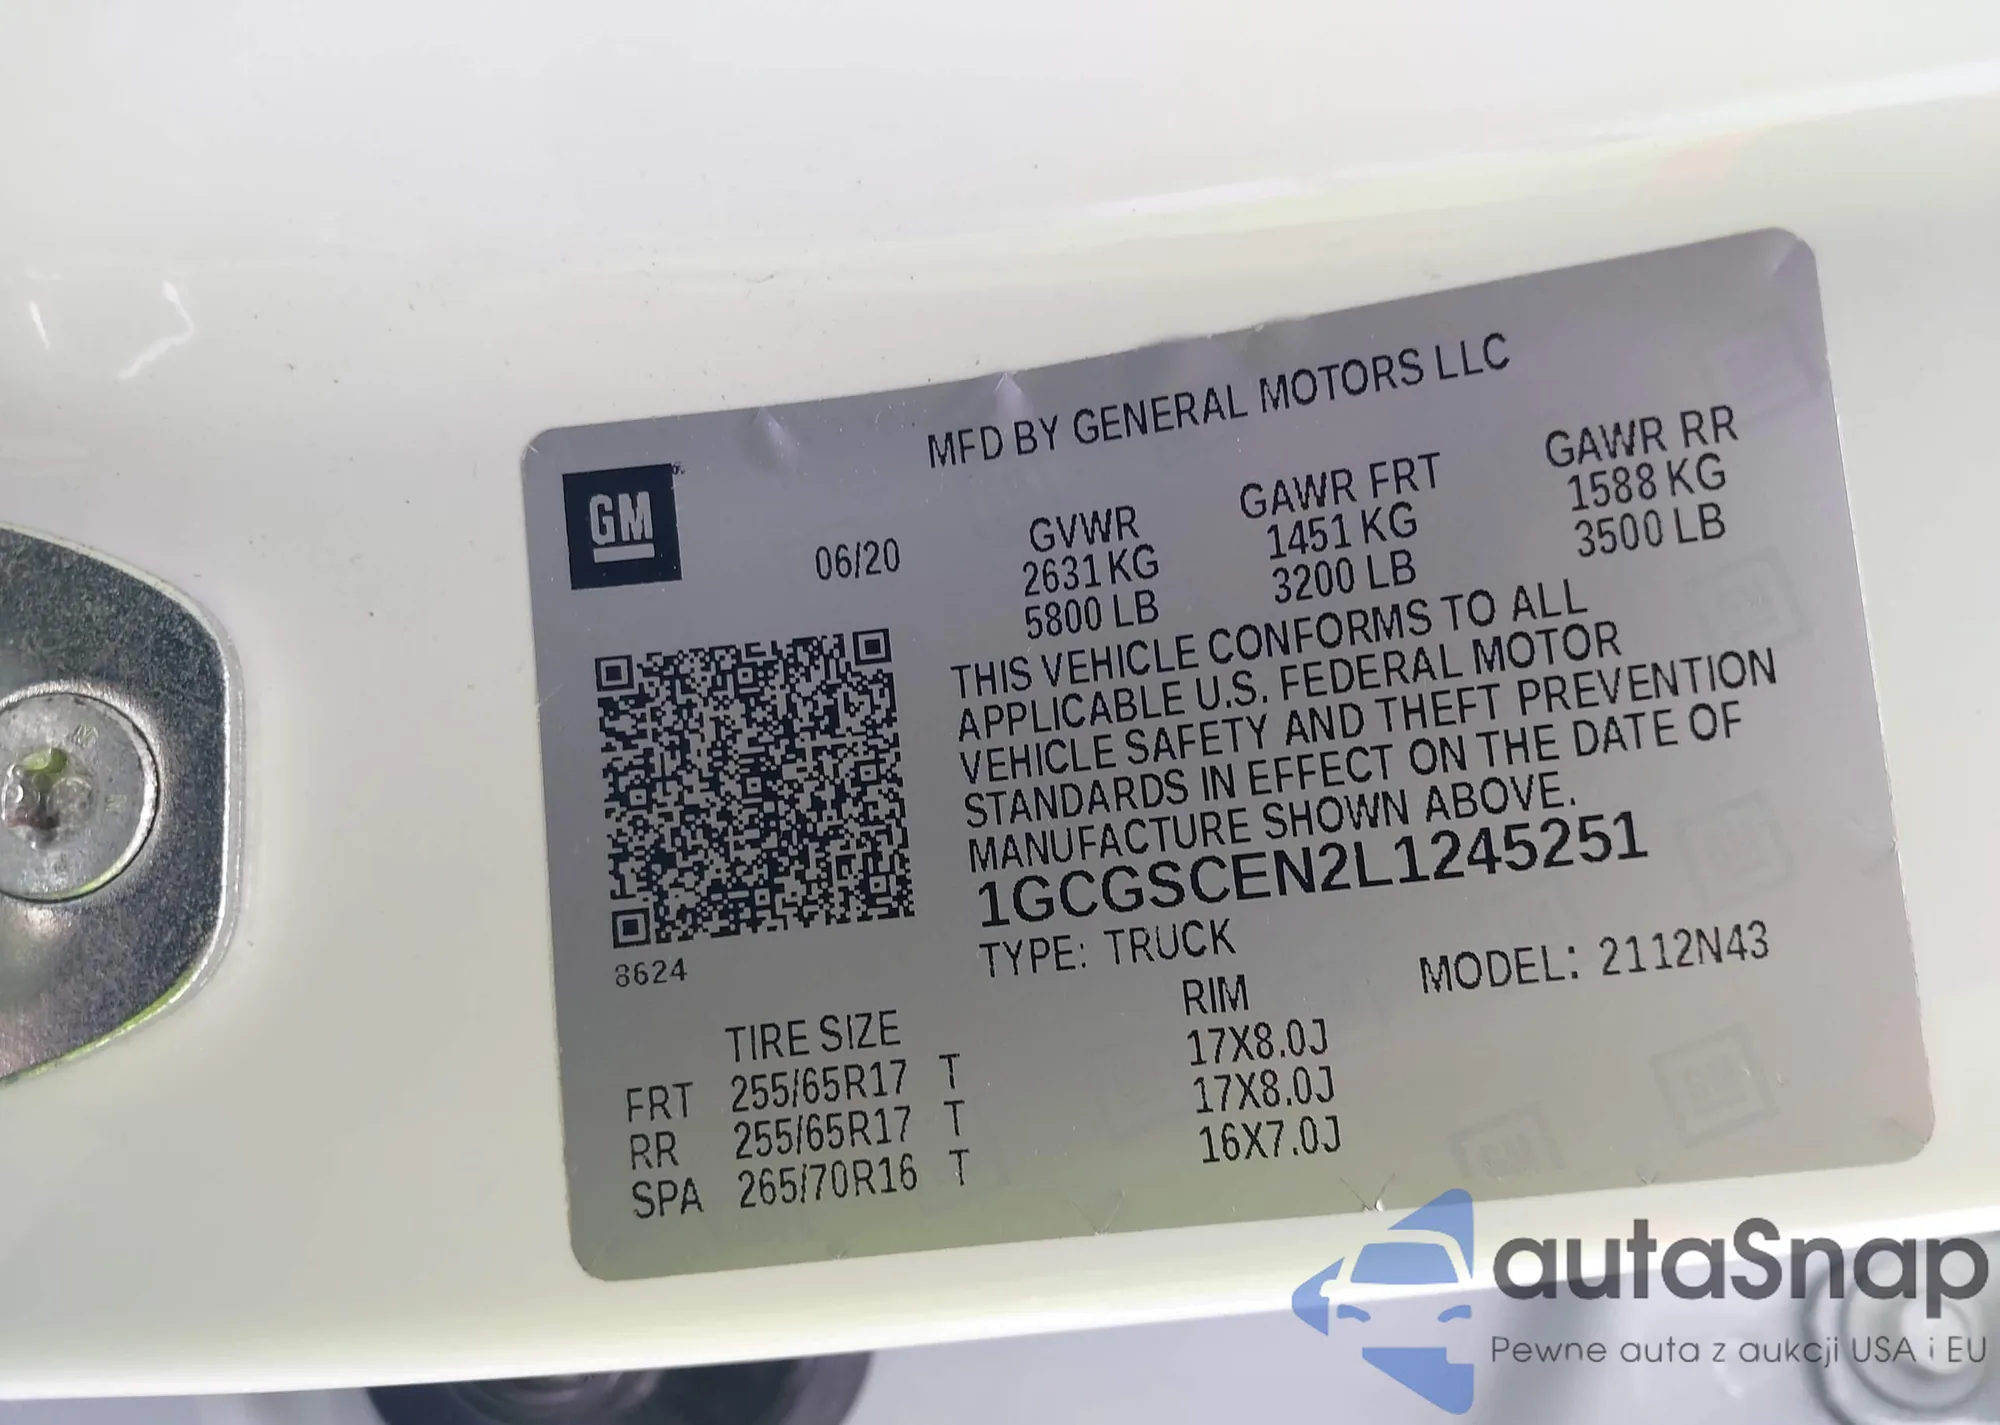 MFD BY GENERAL MOTORS LLC
GM
06/20
GVWR
2631 KG
5800 LB
GAWR FRT
1451 KG
3200 LB
GAWR RR
1588 KG
3500 LB
THIS VEHICLE CONFORMS TO ALL
APPLICABLE U.S. FEDERAL MOTOR
VEHICLE SAFETY AND THEFT PREVENTION
STANDARDS IN EFFECT ON THE DATE OF
MANUFACTURE SHOWN ABOVE.
1GCGSCEN2L1245251
TYPE: TRUCK
MODEL: 2112N43
8624
TIRE SIZE RIM
FRT 255/65R17 T 17X8.0J
RR 255/65R17 T 17X8.0J
SPA 265/70R16 T 16X7.0J
autaSnap
Pewne auta z aukcji USA i EU